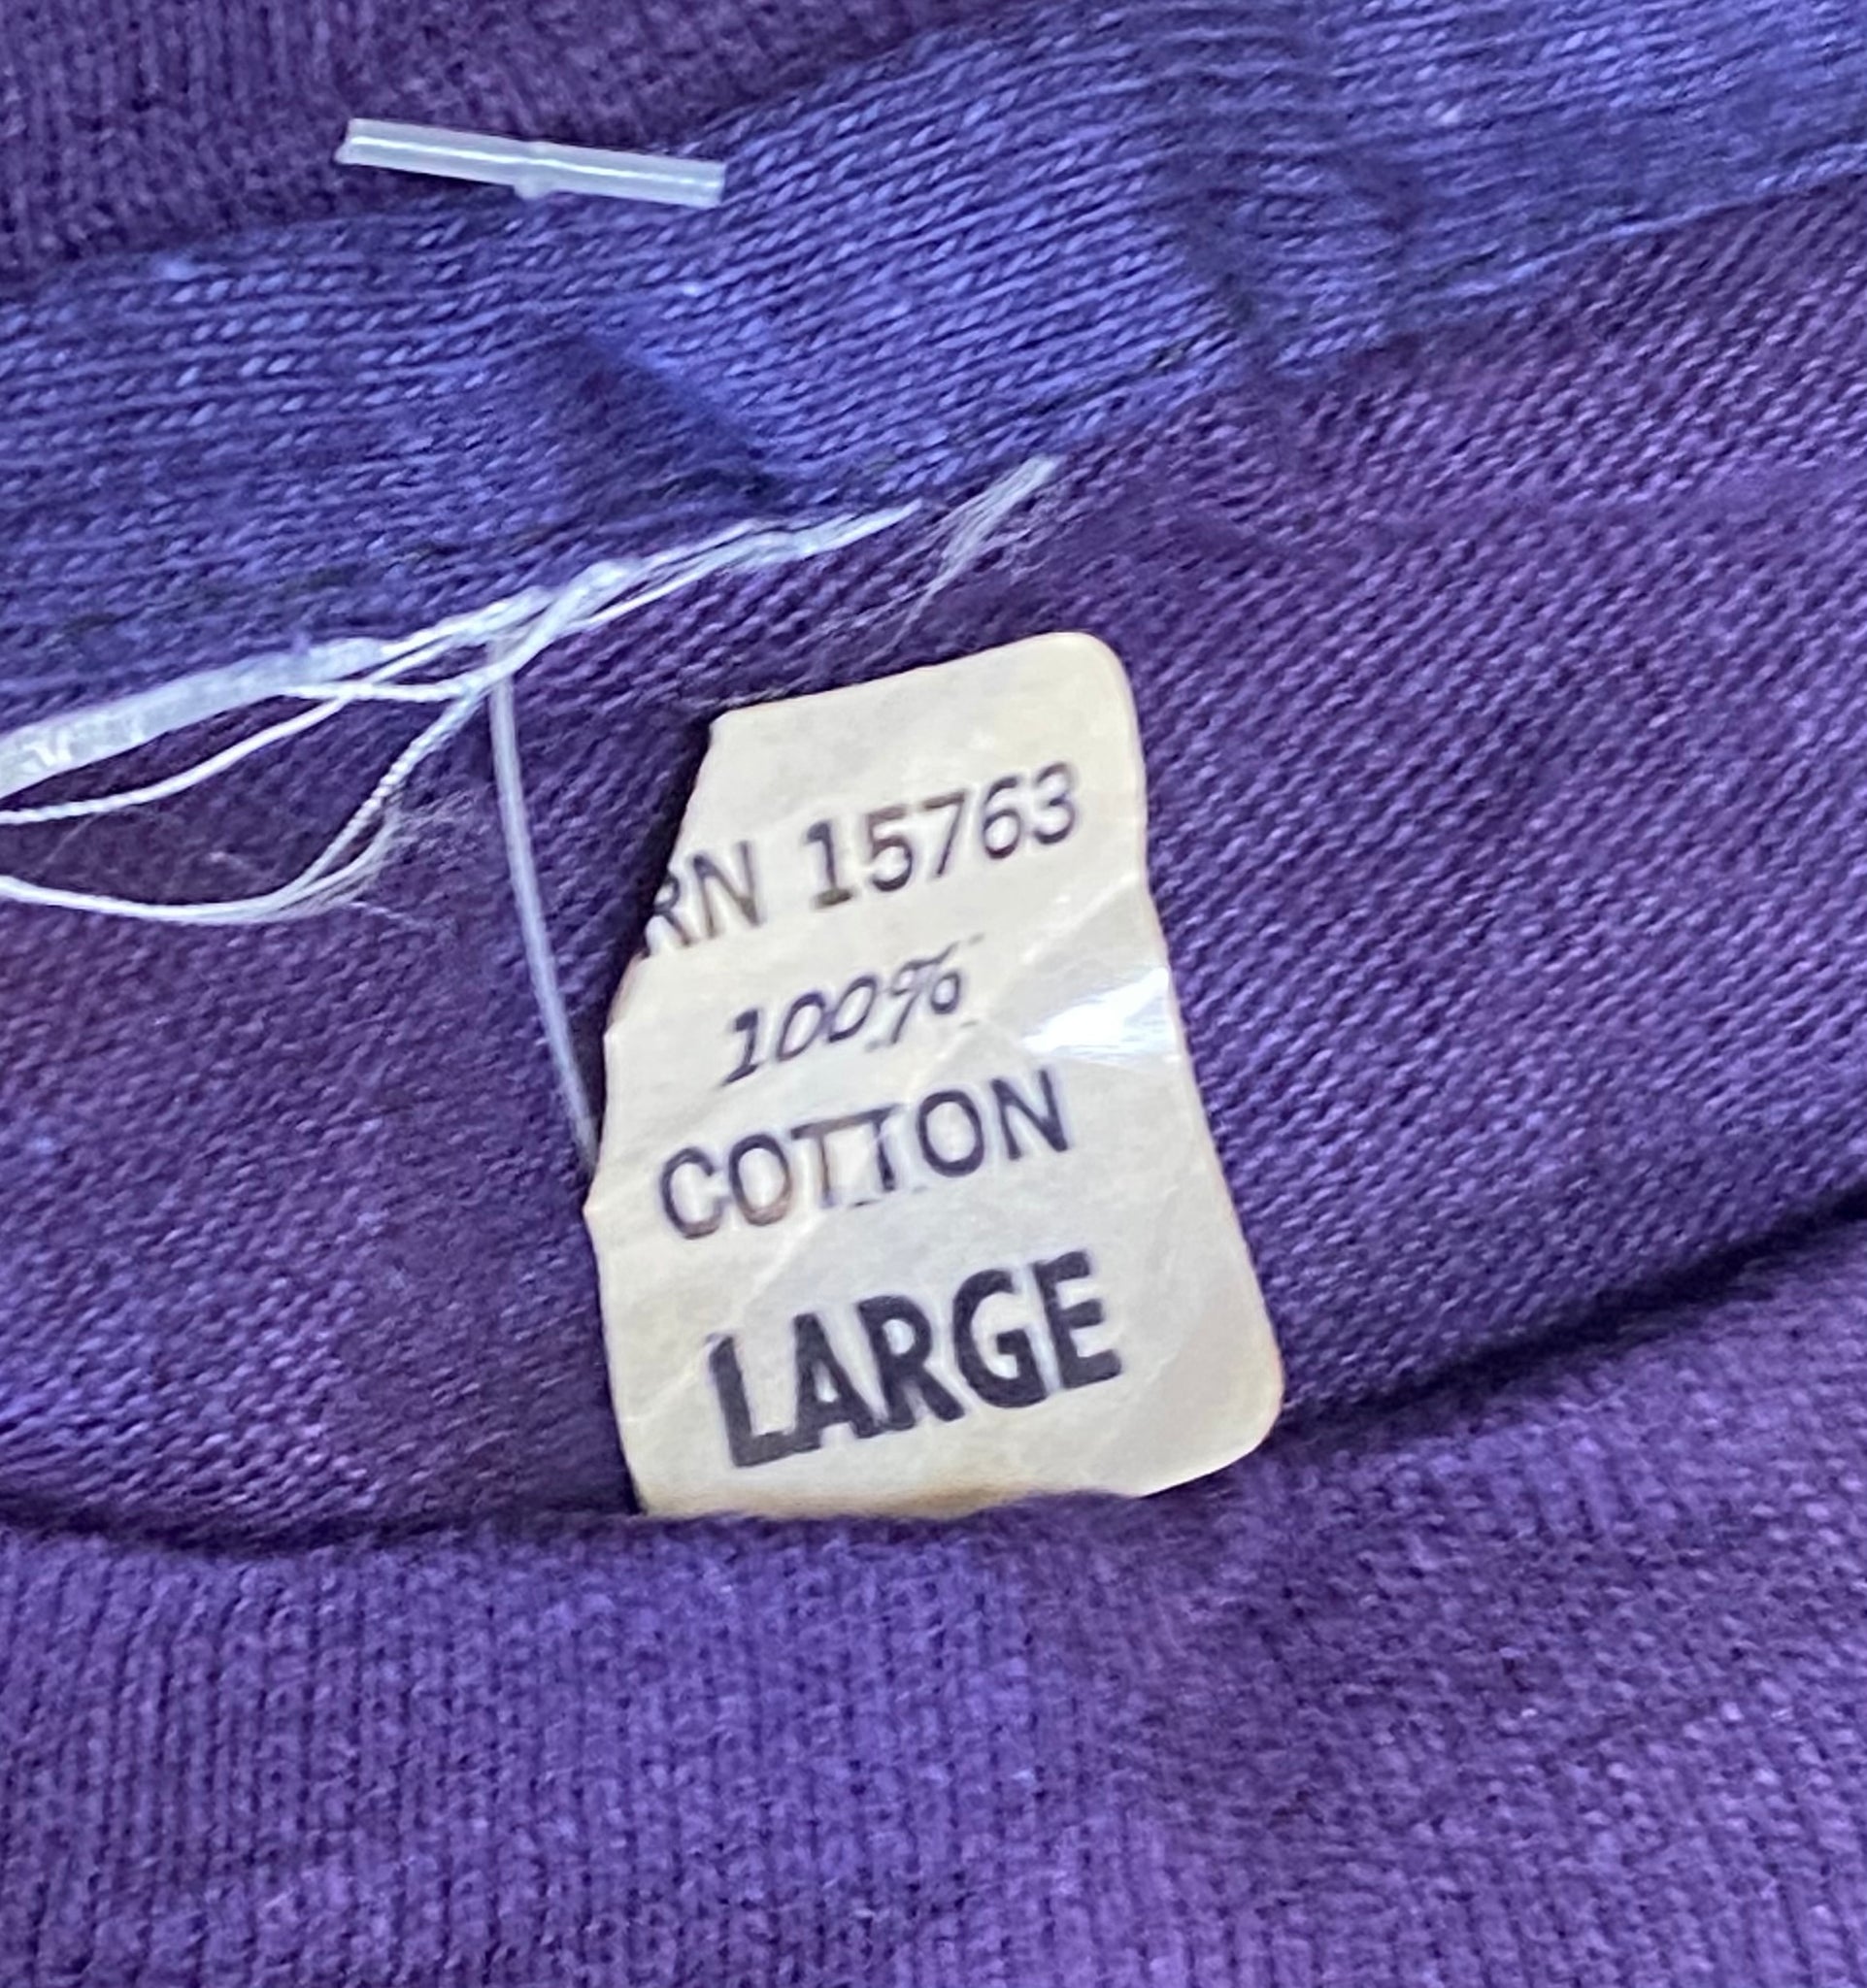 RN 15763
100%
COTTON
LARGE